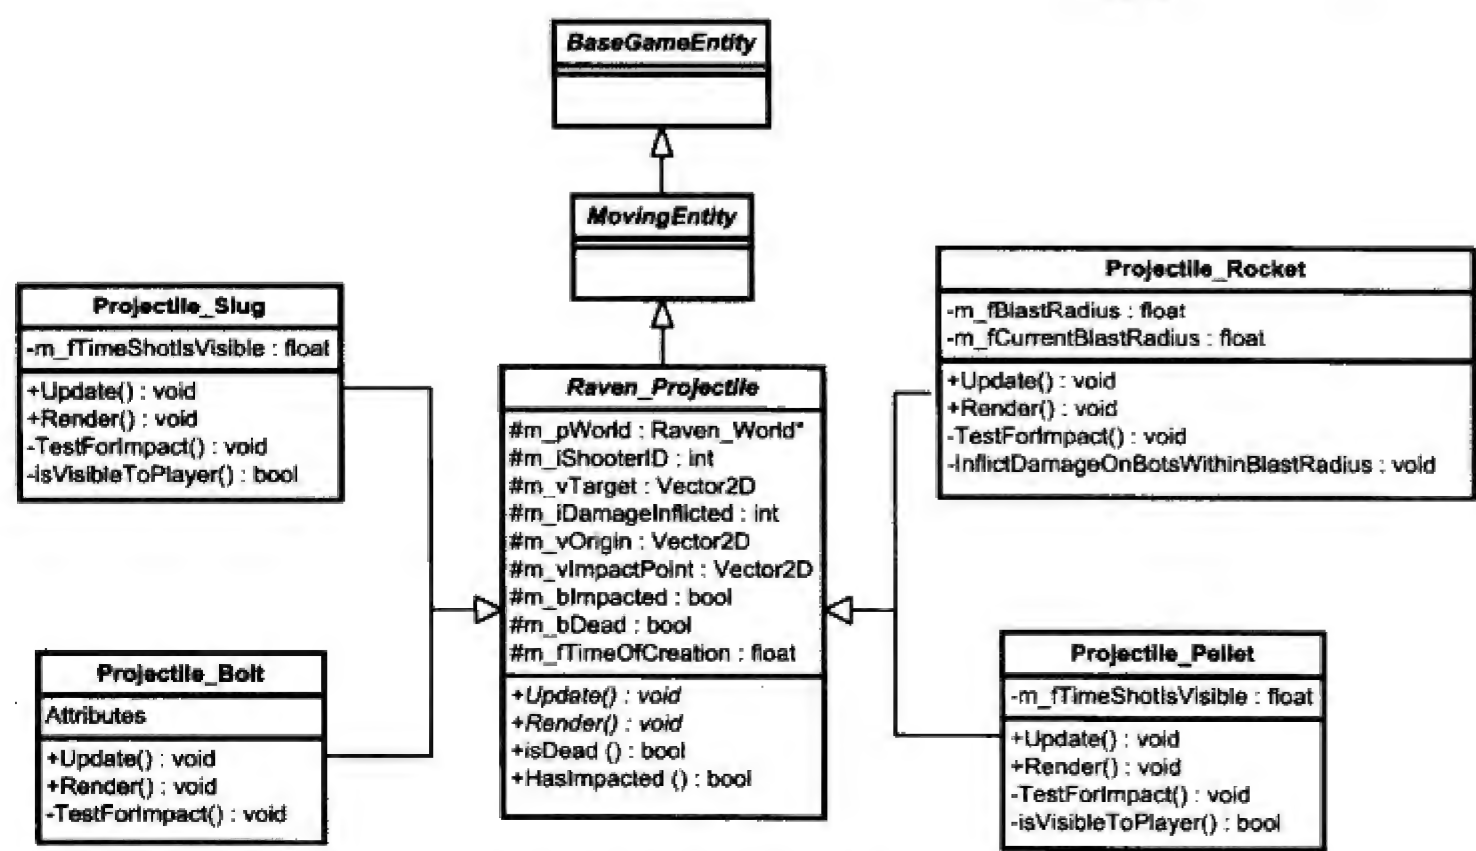 BaseGameEntity
MovingEntity
Projectile_Slug
-m_fTimeShotIsVisible : float
+Update() : void
+Render() : void
-TestForImpact() : void
-isVisibleToPlayer() : bool
Projectile_Bolt
Attributes
+Update() : void
+Render() : void
-TestForImpact() : void
Raven_Projectile
#m_pWorld : Raven_World*
#m_iShooterID : int
#m_vTarget : Vector2D
#m_iDamageInflicted : int
#m_vOrigin : Vector2D
#m_vImpactPoint : Vector2D
#m_bImpacted : bool
#m_bDead : bool
#m_fTimeOfCreation : float
+Update() : void
+Render() : void
+isDead () : bool
+HasImpacted () : bool
Projectile_Rocket
-m_fBlastRadius : float
-m_fCurrentBlastRadius : float
+Update() : void
+Render() : void
-TestForImpact() : void
-InflictDamageOnBotsWithinBlastRadius : void
Projectile_Pellet
-m_fTimeShotIsVisible : float
+Update() : void
+Render() : void
-TestForImpact() : void
-isVisibleToPlayer() : bool